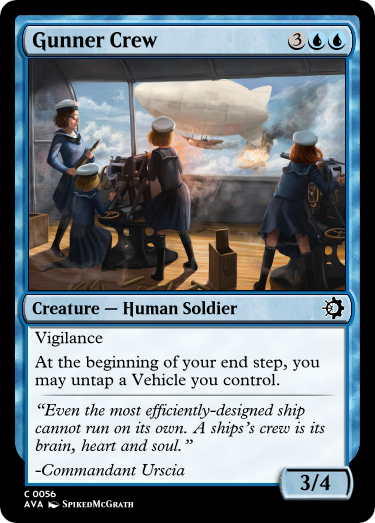 Gunner Crew 3
Creature — Human Soldier
Vigilance
At the beginning of your end step, you
may untap a Vehicle you control.
“Even the most efficiently-designed ship
cannot run on its own. A ships's crew is its
brain, heart and soul.”
-Commandant Urscia
3/4
C 0056
AVA SpikedMcGrath